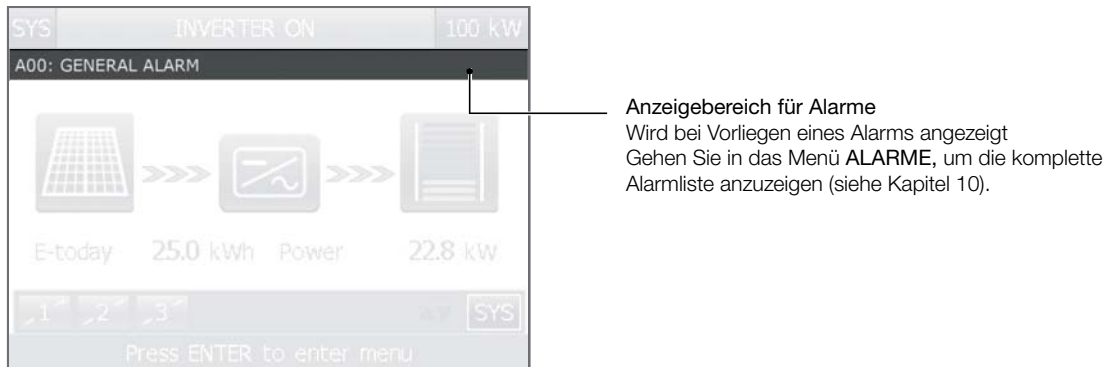 SYS INVERTER ON 100 kW
A00: GENERAL ALARM
E-today 25.0 kWh Power 22.8 kW
1 2 3 SYS
Press ENTER to enter menu
Anzeigebereich für Alarme
Wird bei Vorliegen eines Alarms angezeigt
Gehen Sie in das Menü ALARME, um die komplette
Alarmliste anzuzeigen (siehe Kapitel 10).